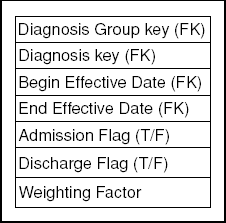 Diagnosis Group key (FK)
Diagnosis key (FK)
Begin Effective Date (FK)
End Effective Date (FK)
Admission Flag (T/F)
Discharge Flag (T/F)
Weighting Factor